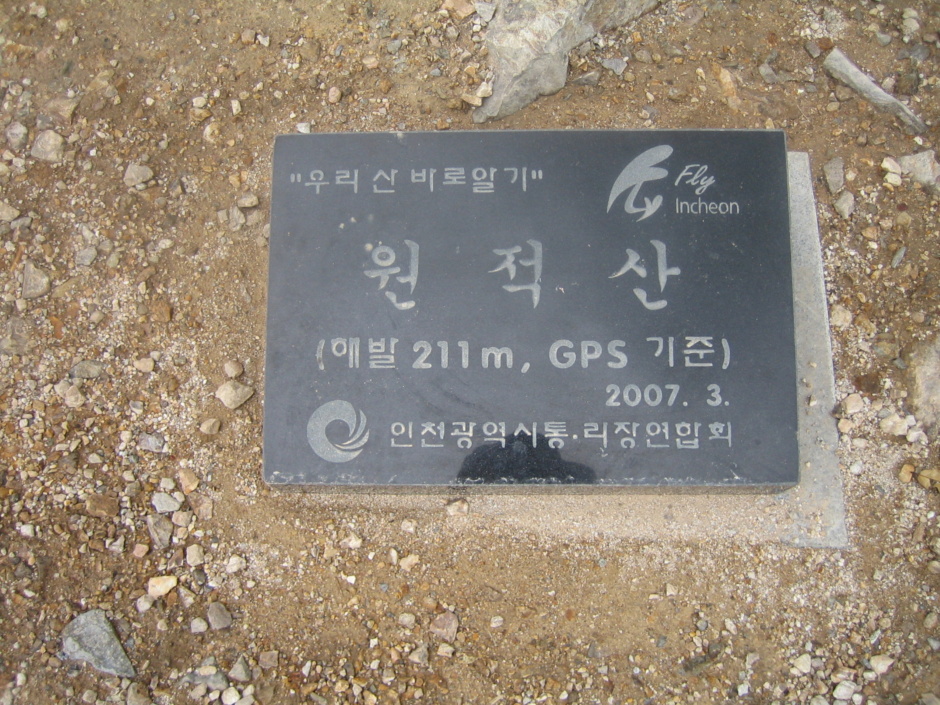 "우리 산 바로알기"
Fly
Incheon
원 적 산
(해발 211m, GPS 기준)
2007. 3.
인천광역시통·리장연합회